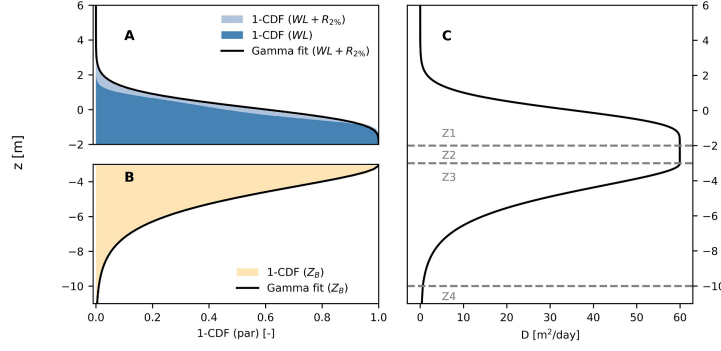 A
1-CDF (WL + R2%)
1-CDF (WL)
Gamma fit (WL + R2%)
6
4
2
0
−2
z [m]
B
−4
−6
−8
−10
1-CDF (ZB)
Gamma fit (ZB)
0.0 0.2 0.4 0.6 0.8 1.0
1-CDF (par) [-]
C
Z1
Z2
Z3
Z4
6
4
2
0
−2
−4
−6
−8
−10
z [m]
0 10 20 30 40 50 60
D [m²/day]